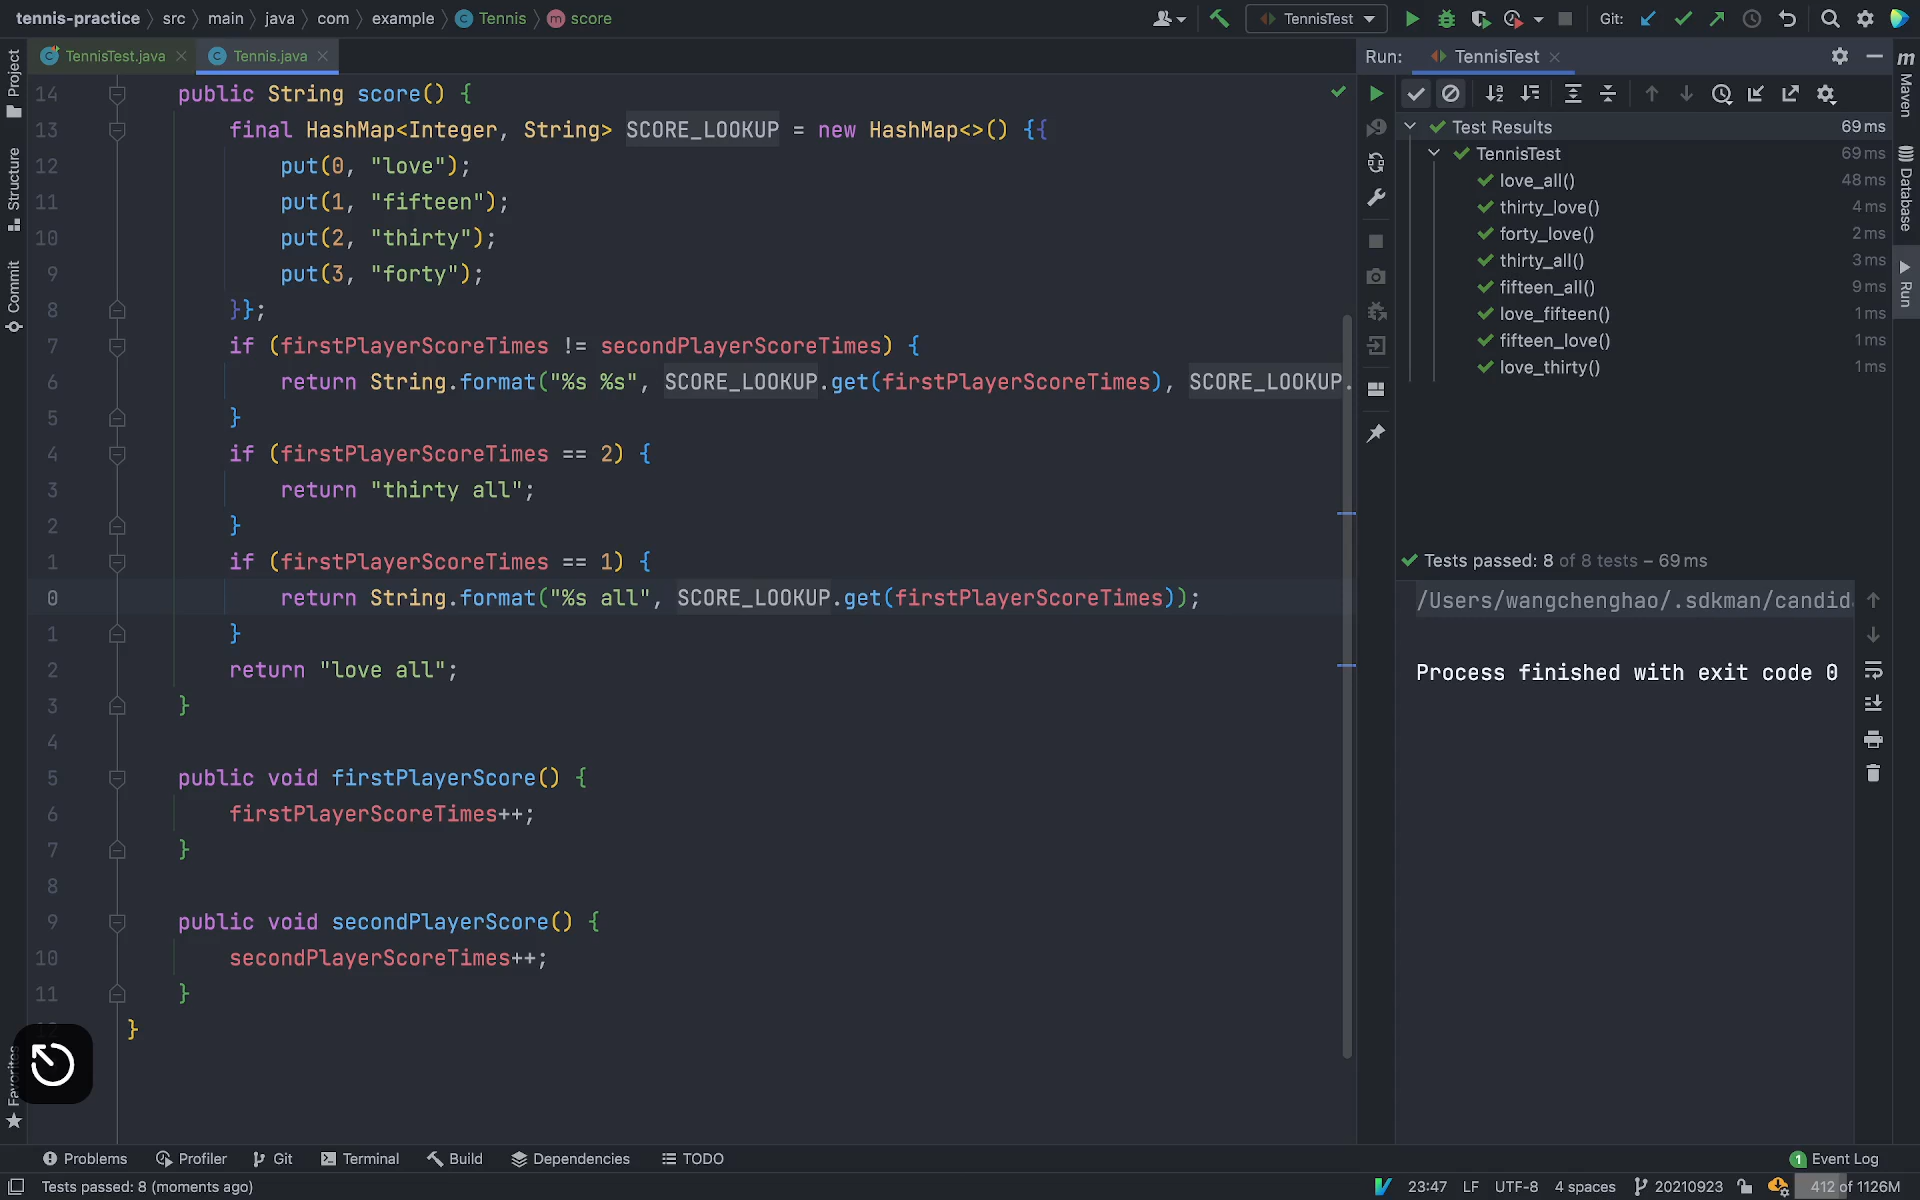 tennis-practice src main java com example Tennis score TennisTest Git:
TennisTest.java Tennis.java Run: TennisTest
Project
Structure
Commit
Favorites
14 public String score() {
13 final HashMap<Integer, String> SCORE_LOOKUP = new HashMap<>() {{
12 put(0, "love");
11 put(1, "fifteen");
10 put(2, "thirty");
9 put(3, "forty");
8 }};
7 if (firstPlayerScoreTimes != secondPlayerScoreTimes) {
6 return String.format("%s %s", SCORE_LOOKUP.get(firstPlayerScoreTimes), SCORE_LOOKUP.
5 }
4 if (firstPlayerScoreTimes == 2) {
3 return "thirty all";
2 }
1 if (firstPlayerScoreTimes == 1) {
0 return String.format("%s all", SCORE_LOOKUP.get(firstPlayerScoreTimes));
1 }
2 return "love all";
3 }
4
5 public void firstPlayerScore() {
6 firstPlayerScoreTimes++;
7 }
8
9 public void secondPlayerScore() {
10 secondPlayerScoreTimes++;
11 }
}
Test Results 69 ms
TennisTest 69 ms
love_all() 48 ms
thirty_love() 4 ms
forty_love() 2 ms
thirty_all() 3 ms
fifteen_all() 9 ms
love_fifteen() 1 ms
fifteen_love() 1 ms
love_thirty() 1 ms
Tests passed: 8 of 8 tests – 69 ms
/Users/wangchenghao/.sdkman/candid
Process finished with exit code 0
Maven
Database
Run
Problems Profiler Git Terminal Build Dependencies TODO 1 Event Log
Tests passed: 8 (moments ago) 23:47 LF UTF-8 4 spaces 20210923 412 of 1126M